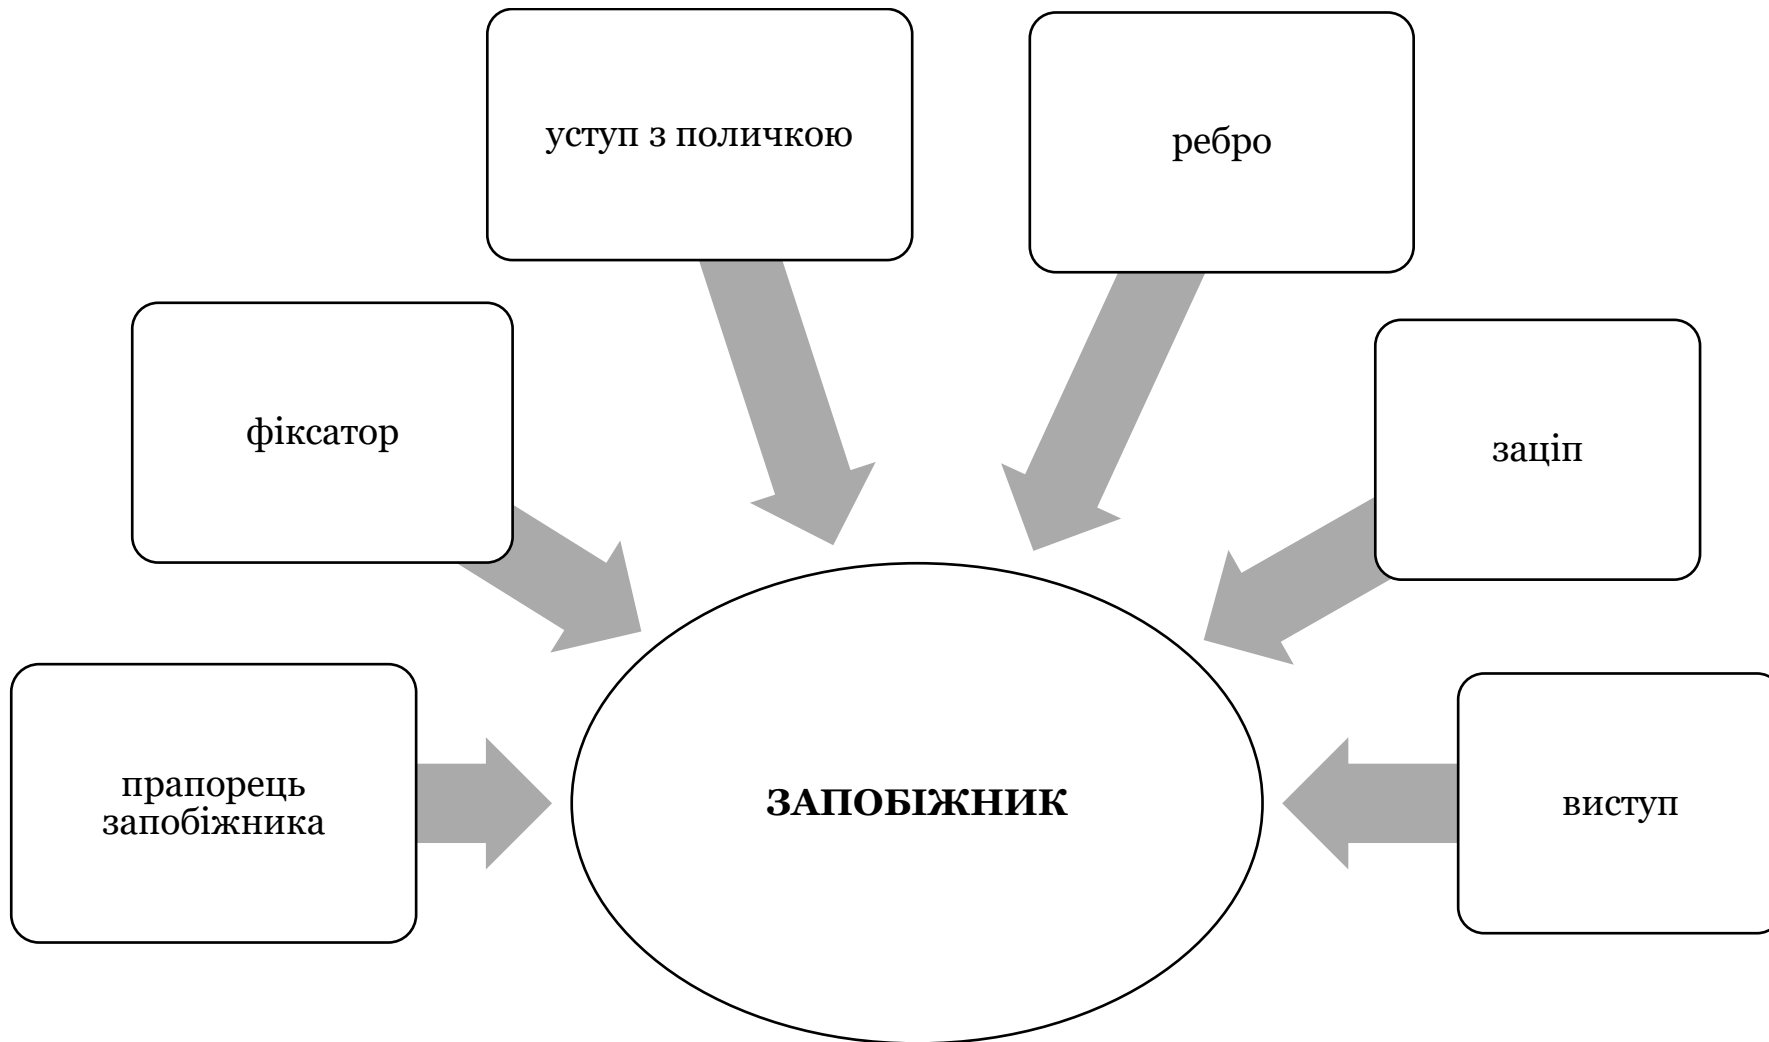 уступ з поличкою
ребро
фіксатор
заціп
прапорець
запобіжника
ЗАПОБІЖНИК
виступ